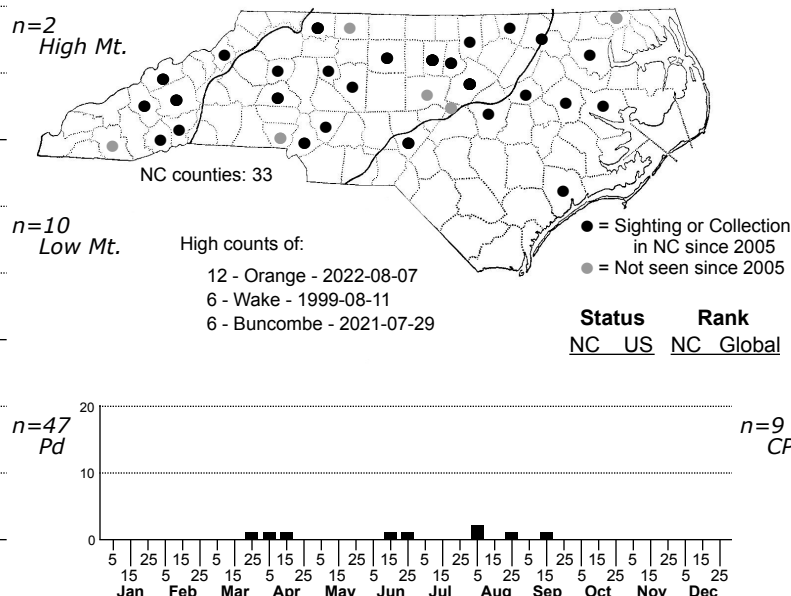 n=2
High Mt.
NC counties: 33
n=10
Low Mt.
High counts of:
12 - Orange - 2022-08-07
6 - Wake - 1999-08-11
6 - Buncombe - 2021-07-29
= Sighting or Collection
in NC since 2005
= Not seen since 2005
Status Rank
NC US NC Global
n=47
Pd
n=9
CP
20
10
0
5 25 15 5 25 15 5 25 15 5 25 15 5 25 15 5 25 15
15 5 25 15 5 25 15 5 25 15 5 25 15 5 25 15 5 25
Jan Feb Mar Apr May Jun Jul Aug Sep Oct Nov Dec